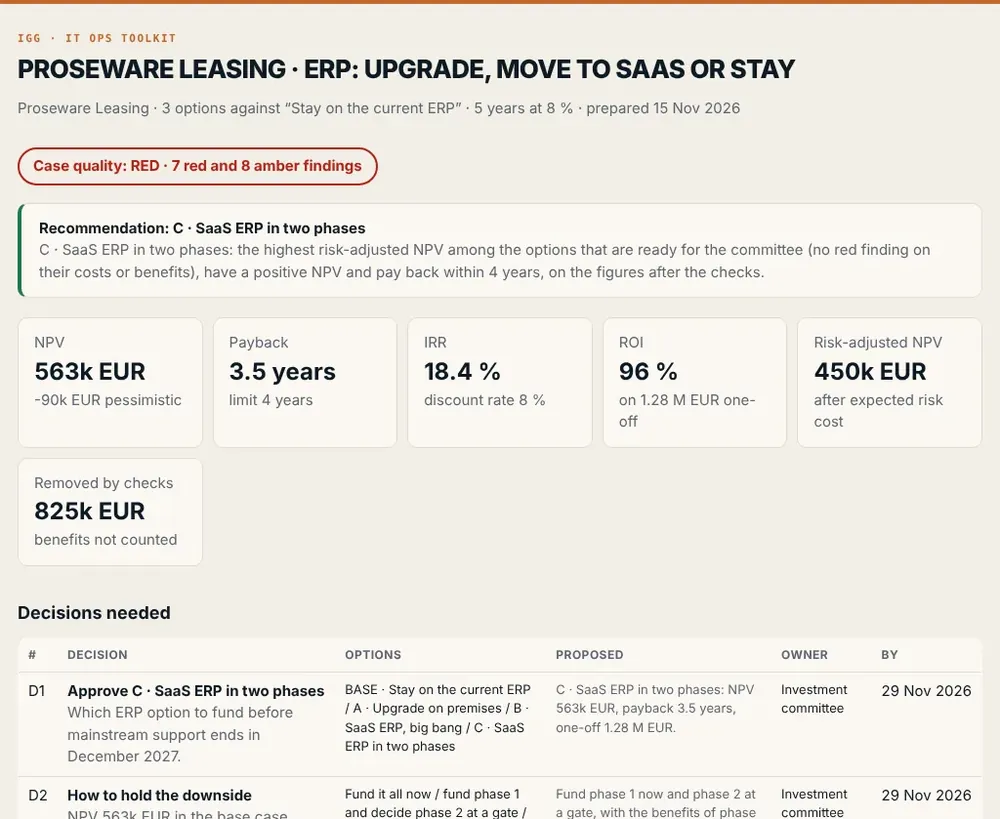 IGG · IT OPS TOOLKIT
PROSEWARE LEASING · ERP: UPGRADE, MOVE TO SAAS OR STAY
Proseware Leasing · 3 options against “Stay on the current ERP” · 5 years at 8 % · prepared 15 Nov 2026
Case quality: RED · 7 red and 8 amber findings
Recommendation: C · SaaS ERP in two phases
C · SaaS ERP in two phases: the highest risk-adjusted NPV among the options that are ready for the committee (no red finding on
their costs or benefits), have a positive NPV and pay back within 4 years, on the figures after the checks.
NPV
563k EUR
-90k EUR pessimistic
Payback
3.5 years
limit 4 years
IRR
18.4 %
discount rate 8 %
ROI
96 %
on 1.28 M EUR one-
off
Risk-adjusted NPV
450k EUR
after expected risk
cost
Removed by checks
825k EUR
benefits not counted
Decisions needed
# DECISION OPTIONS PROPOSED OWNER BY
D1
Approve C · SaaS ERP in two phases
Which ERP option to fund before
mainstream support ends in
December 2027.
BASE · Stay on the current ERP
/ A · Upgrade on premises / B ·
SaaS ERP, big bang / C · SaaS
ERP in two phases
C · SaaS ERP in two phases: NPV
563k EUR, payback 3.5 years,
one-off 1.28 M EUR.
Investment
committee
29 Nov 2026
D2
How to hold the downside
NPV 563k EUR in the base case
Fund it all now / fund phase 1
and decide phase 2 at a gate /
Fund phase 1 now and phase 2 at
a gate, with the benefits of phase
Investment
committee
29 Nov 2026